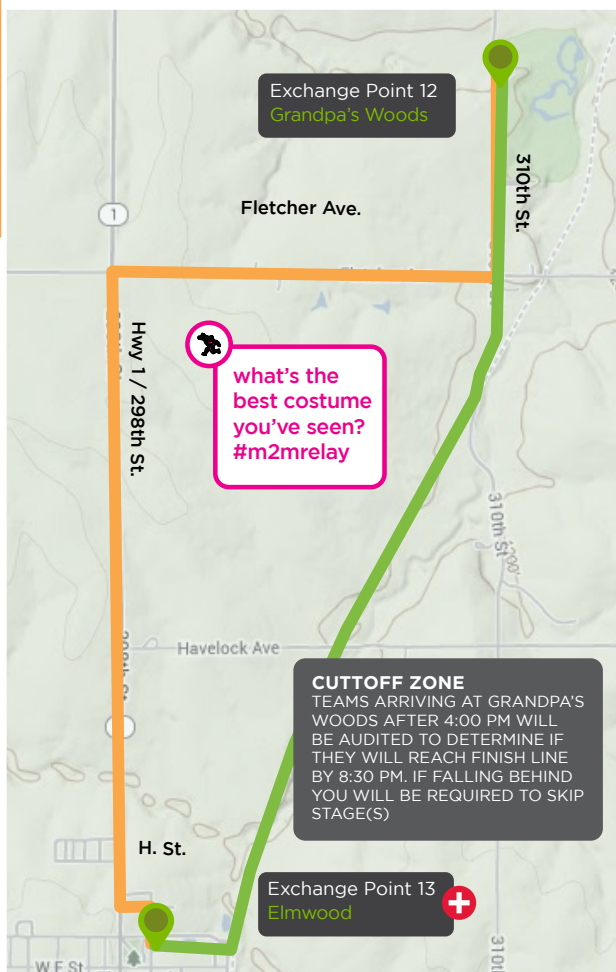 Exchange Point 12
Grandpa's Woods
310th St.
1
Fletcher Ave.
Hwy 1 / 298th St.
what's the
best costume
you've seen?
#m2mrelay
310th St
1200'
Havelock Ave
CUTTOFF ZONE
TEAMS ARRIVING AT GRANDPA'S
WOODS AFTER 4:00 PM WILL
BE AUDITED TO DETERMINE IF
THEY WILL REACH FINISH LINE
BY 8:30 PM. IF FALLING BEHIND
YOU WILL BE REQUIRED TO SKIP
STAGE(S)
H. St.
Exchange Point 13
Elmwood
W E St
310th